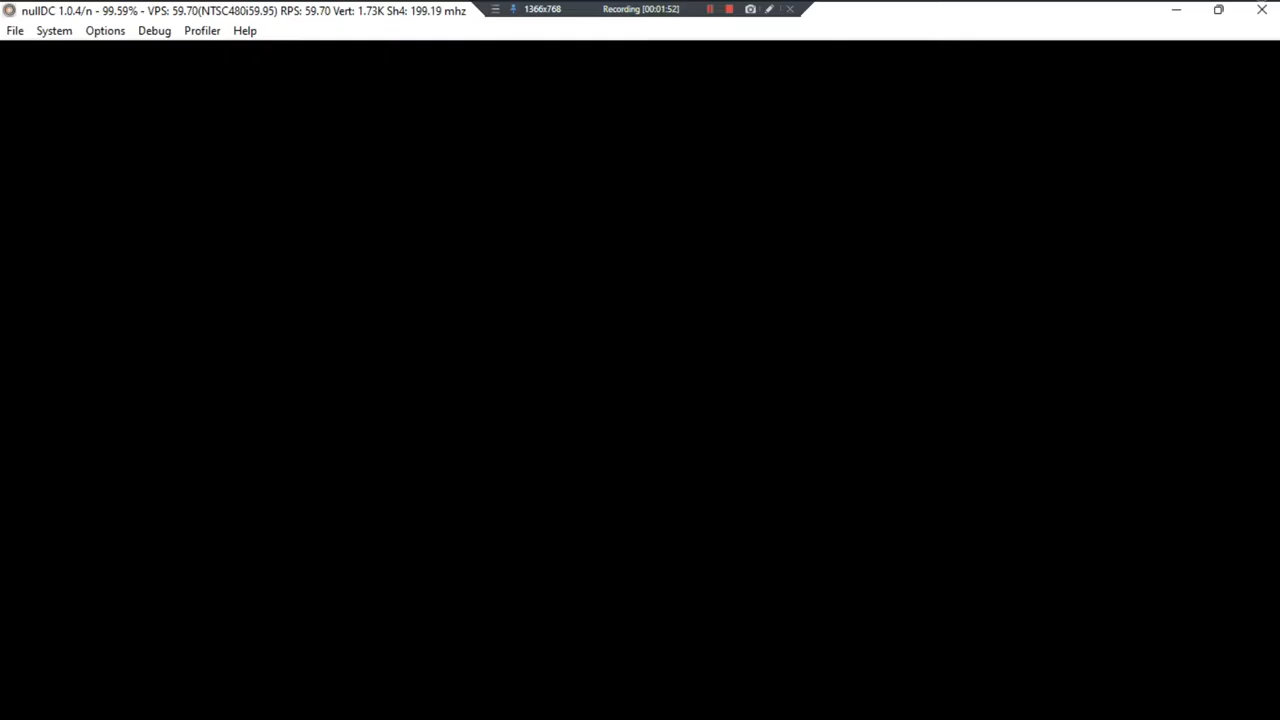 nullDC 1.0.4/n - 99.59% - VPS: 59.70(NTSC480i59.95) RPS: 59.70 Vert: 1.73K Sh4: 199.19 mhz
1366x768 Recording [00:01:52]
File System Options Debug Profiler Help